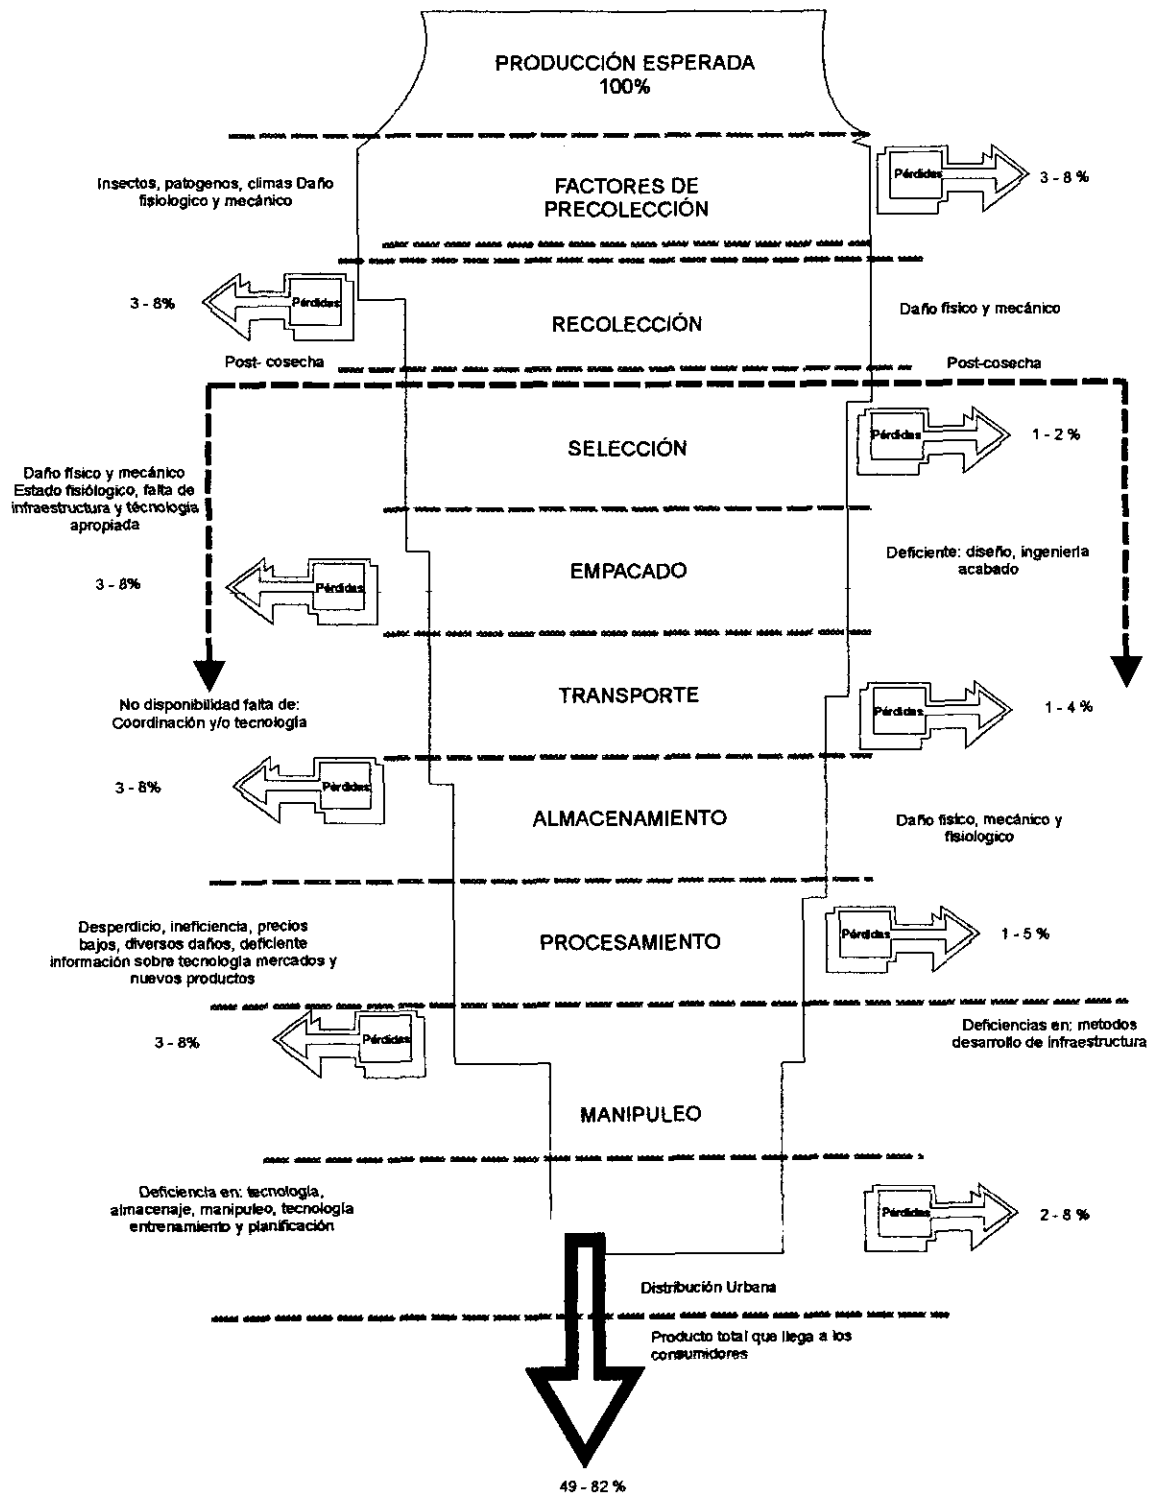 PRODUCCIÓN ESPERADA
100%
Insectos, patogenos, climas Daño
fisiologico y mecánico
FACTORES DE
PRECOLECCIÓN
Pérdidas
3 - 8 %
3 - 8%
Pérdidas
RECOLECCIÓN
Daño físico y mecánico
Post- cosecha
Post-cosecha
SELECCIÓN
Pérdidas
1 - 2 %
Daño físico y mecánico
Estado fisiólogico, falta de
infraestructura y técnología
apropiada
3 - 8%
Pérdidas
EMPACADO
Deficiente: diseño, ingeniería
acabado
No disponibilidad falta de:
Coordinación y/o tecnología
TRANSPORTE
Pérdidas
1 - 4 %
3 - 8%
Pérdidas
ALMACENAMIENTO
Daño físico, mecánico y
fisiologico
Desperdicio, ineficiencia, precios
bajos, diversos daños, deficiente
información sobre tecnología mercados y
nuevos productos
PROCESAMIENTO
Pérdidas
1 - 5 %
3 - 8%
Pérdidas
Deficiencias en: metodos
desarrollo de infraestructura
MANIPULEO
Deficiencia en: tecnología,
almacenaje, manipuleo, tecnología
entrenamiento y planificación
Pérdidas
2 - 8 %
Distribución Urbana
Producto total que llega a los
consumidores
49 - 82 %